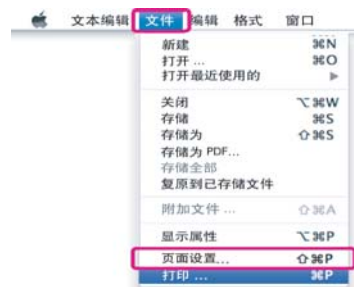 文本编辑 文件 编辑 格式 窗口
新建 ⌘N
打开 ... ⌘O
打开最近使用的 ▶
关闭 ⌥⌘W
存储 ⌘S
存储为 ⇧⌘S
存储为 PDF...
存储全部
复原到已存储文件
附加文件 ... ⇧⌘A
显示属性 ⌥⌘P
页面设置... ⇧⌘P
打印 ... ⌘P